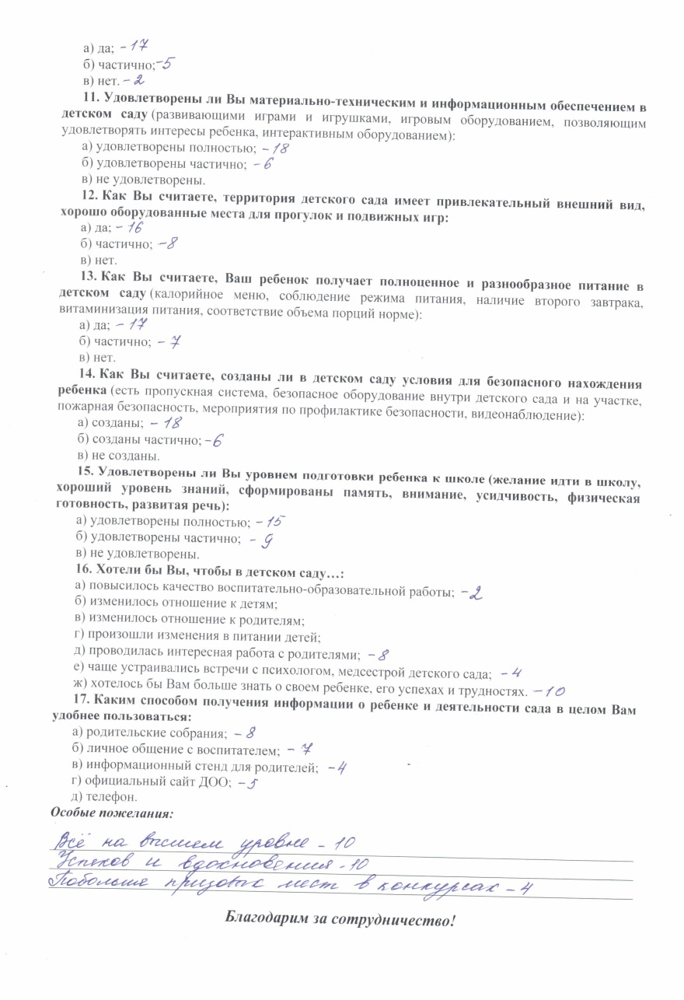 а) да; -17
б) частично;-5
в) нет. - 2
11. Удовлетворены ли Вы материально-техническим и информационным обеспечением в
детском саду (развивающими играми и игрушками, игровым оборудованием, позволяющим
удовлетворять интересы ребенка, интерактивным оборудованием):
а) удовлетворены полностью; - 18
б) удовлетворены частично; - 6
в) не удовлетворены.
12. Как Вы считаете, территория детского сада имеет привлекательный внешний вид,
хорошо оборудованные места для прогулок и подвижных игр:
а) да; - 16
б) частично; - 8
в) нет.
13. Как Вы считаете, Ваш ребенок получает полноценное и разнообразное питание в
детском саду (калорийное меню, соблюдение режима питания, наличие второго завтрака,
витаминизация питания, соответствие объема порций норме):
а) да; - 17
б) частично; - 7
в) нет.
14. Как Вы считаете, созданы ли в детском саду условия для безопасного нахождения
ребенка (есть пропускная система, безопасное оборудование внутри детского сада и на участке,
пожарная безопасность, мероприятия по профилактике безопасности, видеонаблюдение):
а) созданы; - 18
б) созданы частично; - 6
в) не созданы.
15. Удовлетворены ли Вы уровнем подготовки ребенка к школе (желание идти в школу,
хороший уровень знаний, сформированы память, внимание, усидчивость, физическая
готовность, развитая речь):
а) удовлетворены полностью; - 15
б) удовлетворены частично; - 9
в) не удовлетворены.
16. Хотели бы Вы, чтобы в детском саду…:
а) повысилось качество воспитательно-образовательной работы; - 2
б) изменилось отношение к детям;
в) изменилось отношение к родителям;
г) произошли изменения в питании детей;
д) проводилась интересная работа с родителями; - 8
е) чаще устраивались встречи с психологом, медсестрой детского сада; - 4
ж) хотелось бы Вам больше знать о своем ребенке, его успехах и трудностях. - 10
17. Каким способом получения информации о ребенке и деятельности сада в целом Вам
удобнее пользоваться:
а) родительские собрания; - 8
б) личное общение с воспитателем; - 7
в) информационный стенд для родителей; - 4
г) официальный сайт ДОО; - 5
д) телефон.
Особые пожелания:
Всё на высшем уровне - 10
Успехов и вдохновения - 10
Побольше призовых мест в конкурсах - 4
Благодарим за сотрудничество!